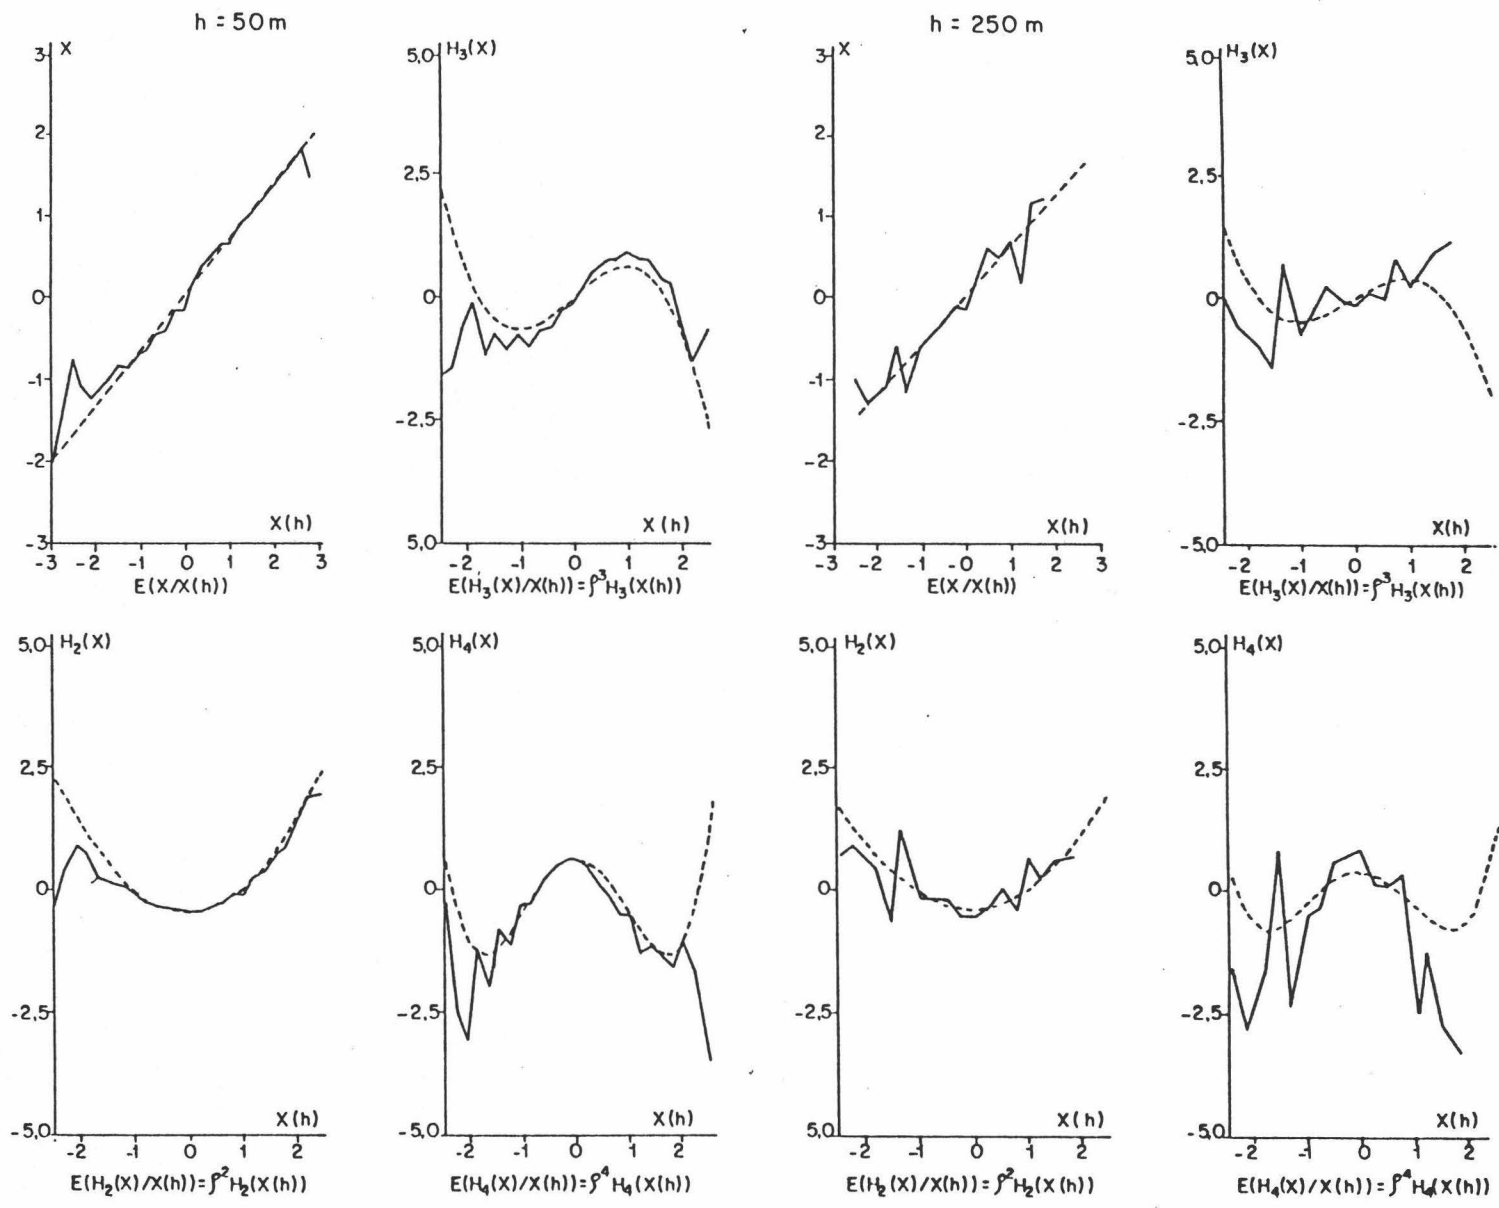 h = 50 m
h = 250 m
3 X
2
1
0
-1
-2
-3
X(h)
-3 -2 -1 0 1 2 3
E(X/X(h))
5,0 H₃(X)
2,5
0
-2,5
5,0
X(h)
-2 -1 0 1 2
E(H₃(X)/X(h))=ρ³H₃(X(h))
3 X
2
1
0
-1
-2
-3
X(h)
-3 -2 -1 0 1 2 3
E(X/X(h))
5,0 H₃(X)
2,5
0
-2,5
-5,0
X(h)
-2 -1 0 1 2
E(H₃(X)/X(h))=ρ³H₃(X(h))
5,0 H₂(X)
2,5
0
-2,5
-5,0
X(h)
-2 -1 0 1 2
E(H₂(X)/X(h))=ρ²H₂(X(h))
5,0 H₄(X)
2,5
0
-2,5
-5,0
X(h)
-2 -1 0 1 2
E(H₄(X)/X(h))=ρ⁴H₄(X(h))
5,0 H₂(X)
2,5
0
-2,5
5,0
X(h)
-2 -1 0 1 2
E(H₂(X)/X(h))=ρ²H₂(X(h))
5,0 H₄(X)
2,5
0
-2,5
-5,0
X(h)
-2 -1 0 1 2
E(H₄(X)/X(h))=ρ⁴H₄(X(h))